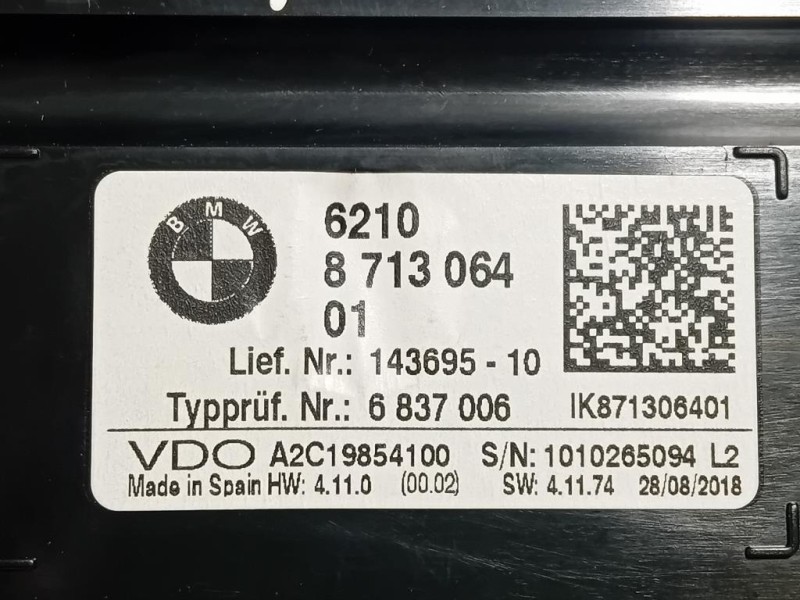 BMW
6210
8 713 064
01
Lief. Nr.: 143695 - 10
Typprüf. Nr.: 6 837 006
IK871306401
VDO A2C19854100 S/N: 1010265094 L2
Made in Spain HW: 4.11.0 (00.02) SW: 4.11.74 28/08/2018